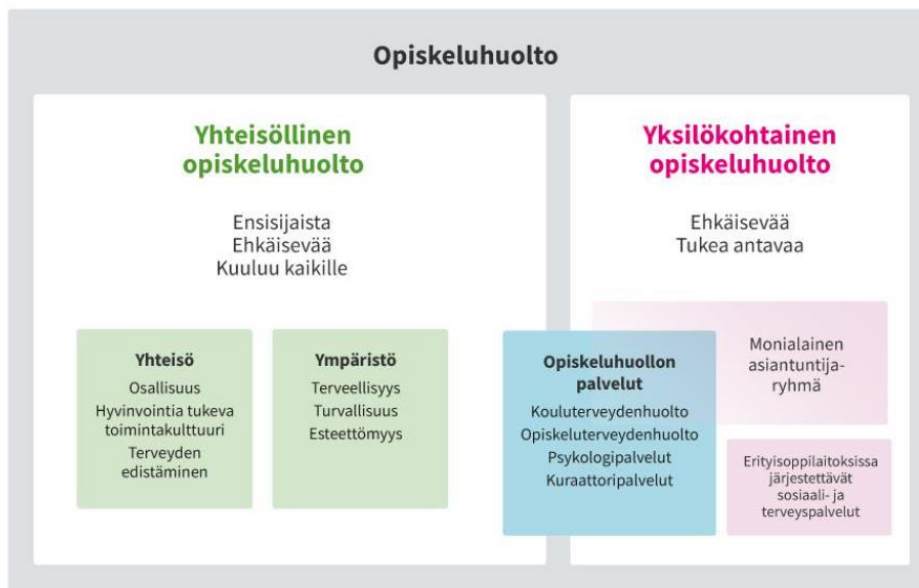 Opiskeluhuolto
Yhteisöllinen
opiskeluhuolto
Ensisijaista
Ehkäisevää
Kuuluu kaikille
Yhteisö
Osallisuus
Hyvinvointia tukeva
toimintakulttuuri
Terveyden
edistäminen
Ympäristö
Terveellisyys
Turvallisuus
Esteettömyys
Yksilökohtainen
opiskeluhuolto
Ehkäisevää
Tukea antavaa
Opiskeluhuollon
palvelut
Kouluterveydenhuolto
Opiskeluterveydenhuolto
Psykologipalvelut
Kuraattoripalvelut
Monialainen
asiantuntija-
ryhmä
Erityisoppilaitoksissa
järjestettävät
sosiaali- ja
terveyspalvelut